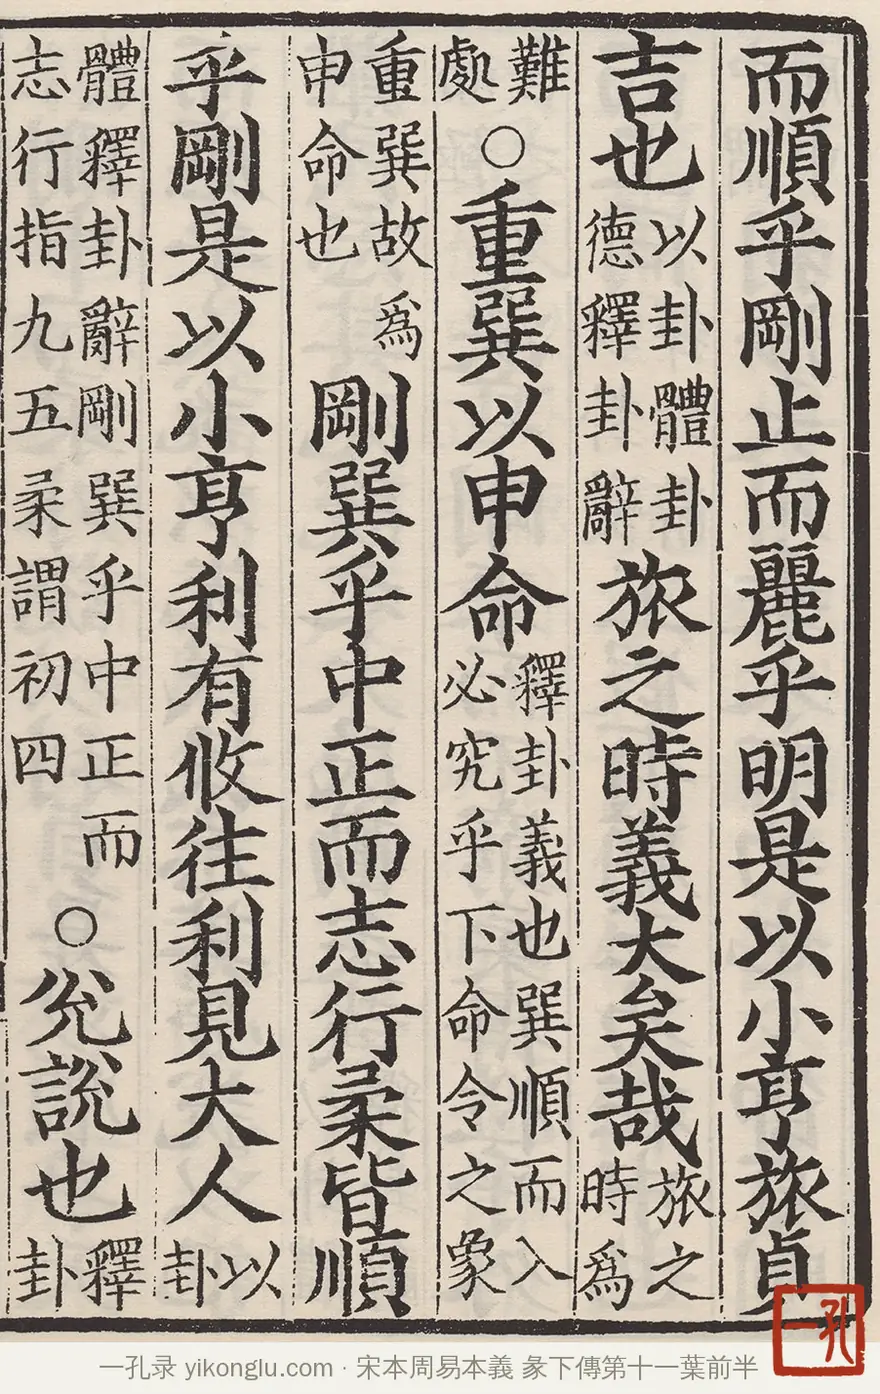 而順乎剛止而麗乎明是以小亨旅貞
吉也以卦體卦德釋卦辭旅之時義大矣哉旅之時爲
難處○重巽以申命釋卦義也巽順而入必究乎下命令之象
重巽故爲申命也剛巽乎中正而志行柔皆順
乎剛是以小亨利有攸往利見大人以卦
體釋卦辭剛巽乎中正而志行指九五柔謂初四○兌說也釋卦
一孔
一孔录 yikonglu.com · 宋本周易本義 彖下傳第十一葉前半